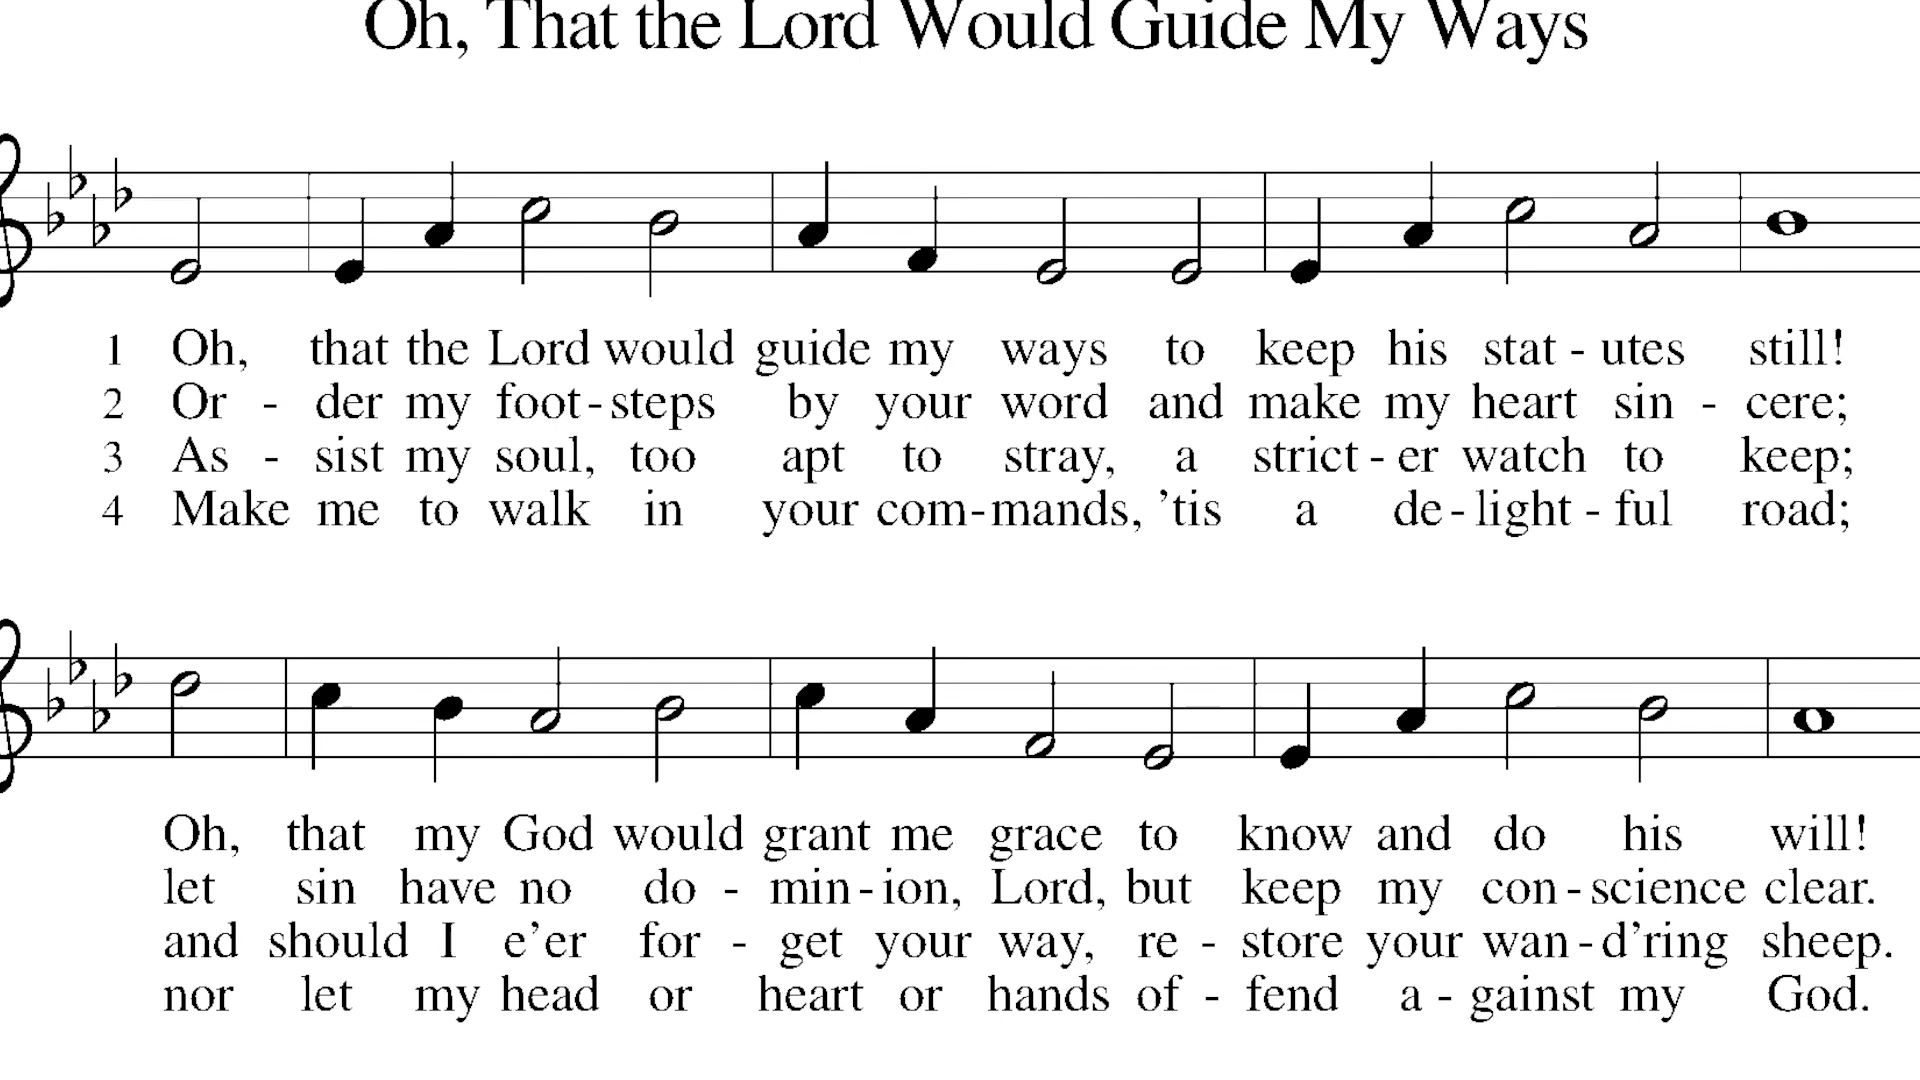 Oh, That the Lord Would Guide My Ways
1 Oh, that the Lord would guide my ways to keep his stat - utes still!
2 Or - der my foot - steps by your word and make my heart sin - cere;
3 As - sist my soul, too apt to stray, a strict - er watch to keep;
4 Make me to walk in your com - mands, ’tis a de - light - ful road;
Oh, that my God would grant me grace to know and do his will!
let sin have no do - min - ion, Lord, but keep my con - science clear.
and should I e’er for - get your way, re - store your wan - d’ring sheep.
nor let my head or heart or hands of - fend a - gainst my God.